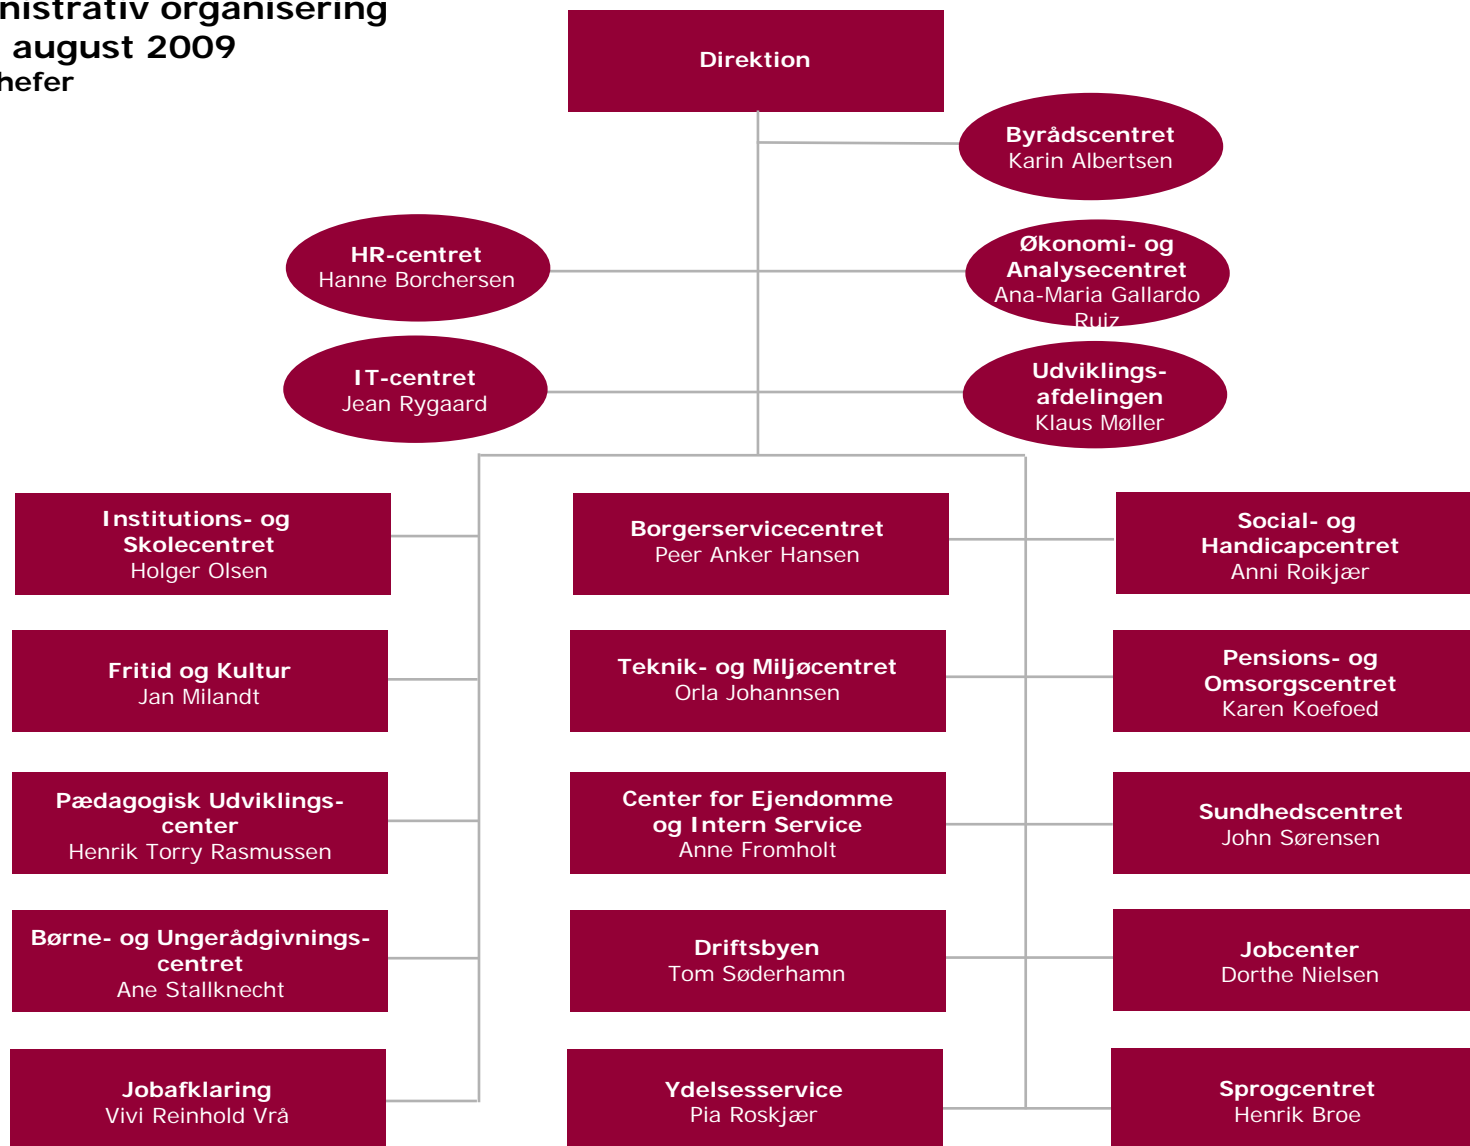 nistrativ organisering
august 2009
hefer
Direktion
Byrådscentret
Karin Albertsen
HR-centret
Hanne Borchersen
Økonomi- og
Analysecentret
Ana-Maria Gallardo
Ruiz
IT-centret
Jean Rygaard
Udviklings-
afdelingen
Klaus Møller
Institutions- og
Skolecentret
Holger Olsen
Borgerservicecentret
Peer Anker Hansen
Social- og
Handicapcentret
Anni Roikjær
Fritid og Kultur
Jan Milandt
Teknik- og Miljøcentret
Orla Johannsen
Pensions- og
Omsorgscentret
Karen Koefoed
Pædagogisk Udviklings-
center
Henrik Torry Rasmussen
Center for Ejendomme
og Intern Service
Anne Fromholt
Sundhedscentret
John Sørensen
Børne- og Ungerådgivnings-
centret
Ane Stallknecht
Driftsbyen
Tom Søderhamn
Jobcenter
Dorthe Nielsen
Jobafklaring
Vivi Reinhold Vrå
Ydelsesservice
Pia Roskjær
Sprogcentret
Henrik Broe